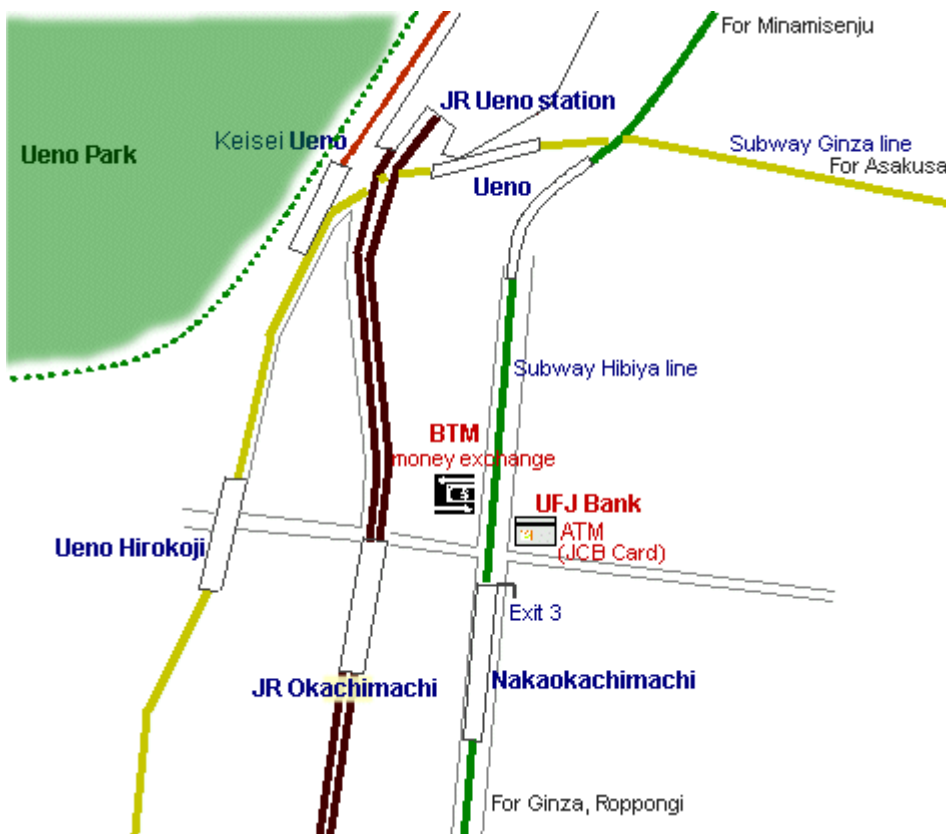 For Minamisenju
JR Ueno station
Keisei Ueno
Ueno Park
Subway Ginza line
For Asakusa
Ueno
Subway Hibiya line
BTM
money exchange
UFJ Bank
ATM
(JCB Card)
Ueno Hirokoji
Exit 3
JR Okachimachi
Nakaokachimachi
For Ginza, Roppongi